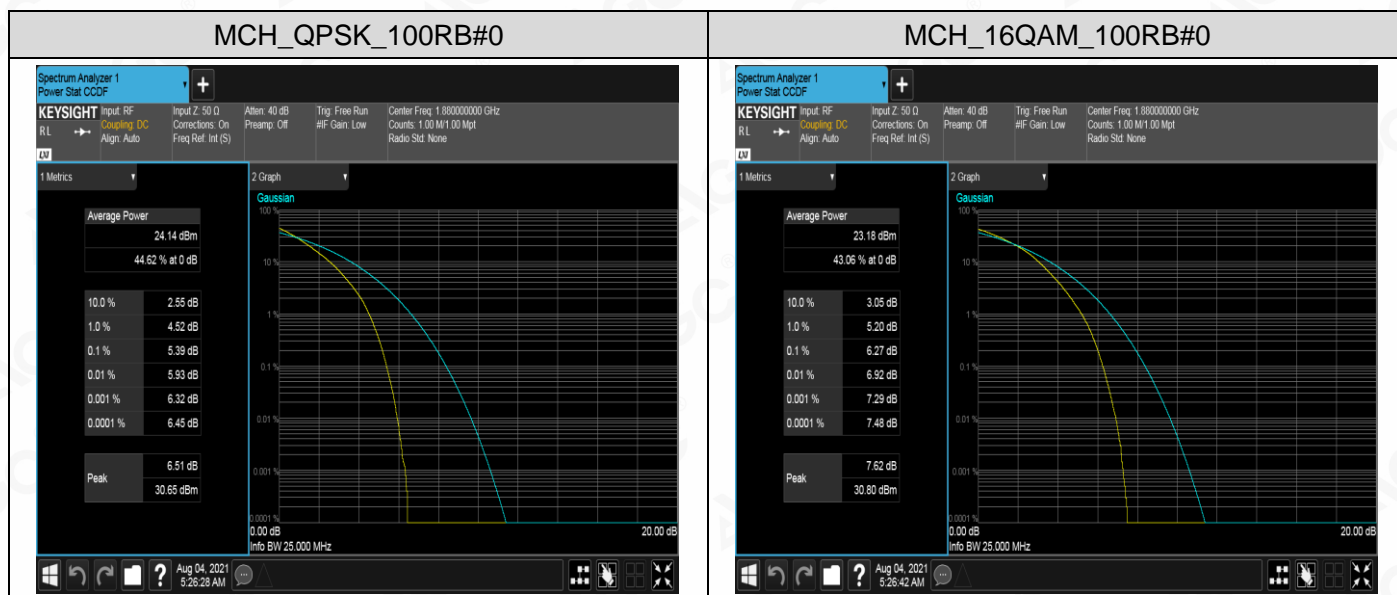 MCH_QPSK_100RB#0
Spectrum Analyzer 1
Power Stat CCDF
+
KEYSIGHT
RL
Input: RF
Coupling: DC
Align: Auto
Input Z: 50 Ω
Corrections: On
Freq Ref: Int (S)
Atten: 40 dB
Preamp: Off
Trig: Free Run
#IF Gain: Low
Center Freq: 1.880000000 GHz
Counts: 1.00 M/1.00 Mpt
Radio Std: None
1 Metrics
Average Power
24.14 dBm
44.62 % at 0 dB
10.0 % 2.55 dB
1.0 % 4.52 dB
0.1 % 5.39 dB
0.01 % 5.93 dB
0.001 % 6.32 dB
0.0001 % 6.45 dB
Peak
6.51 dB
30.65 dBm
2 Graph
Gaussian
100 %
10 %
1 %
0.1 %
0.01 %
0.001 %
0.0001 %
0.00 dB 20.00 dB
Info BW 25.000 MHz
?
Aug 04, 2021
5:26:28 AM
MCH_16QAM_100RB#0
Spectrum Analyzer 1
Power Stat CCDF
+
KEYSIGHT
RL
Input: RF
Coupling: DC
Align: Auto
Input Z: 50 Ω
Corrections: On
Freq Ref: Int (S)
Atten: 40 dB
Preamp: Off
Trig: Free Run
#IF Gain: Low
Center Freq: 1.880000000 GHz
Counts: 1.00 M/1.00 Mpt
Radio Std: None
1 Metrics
Average Power
23.18 dBm
43.06 % at 0 dB
10.0 % 3.05 dB
1.0 % 5.20 dB
0.1 % 6.27 dB
0.01 % 6.92 dB
0.001 % 7.29 dB
0.0001 % 7.48 dB
Peak
7.62 dB
30.80 dBm
2 Graph
Gaussian
100 %
10 %
1 %
0.1 %
0.01 %
0.001 %
0.0001 %
0.00 dB 20.00 dB
Info BW 25.000 MHz
?
Aug 04, 2021
5:26:42 AM